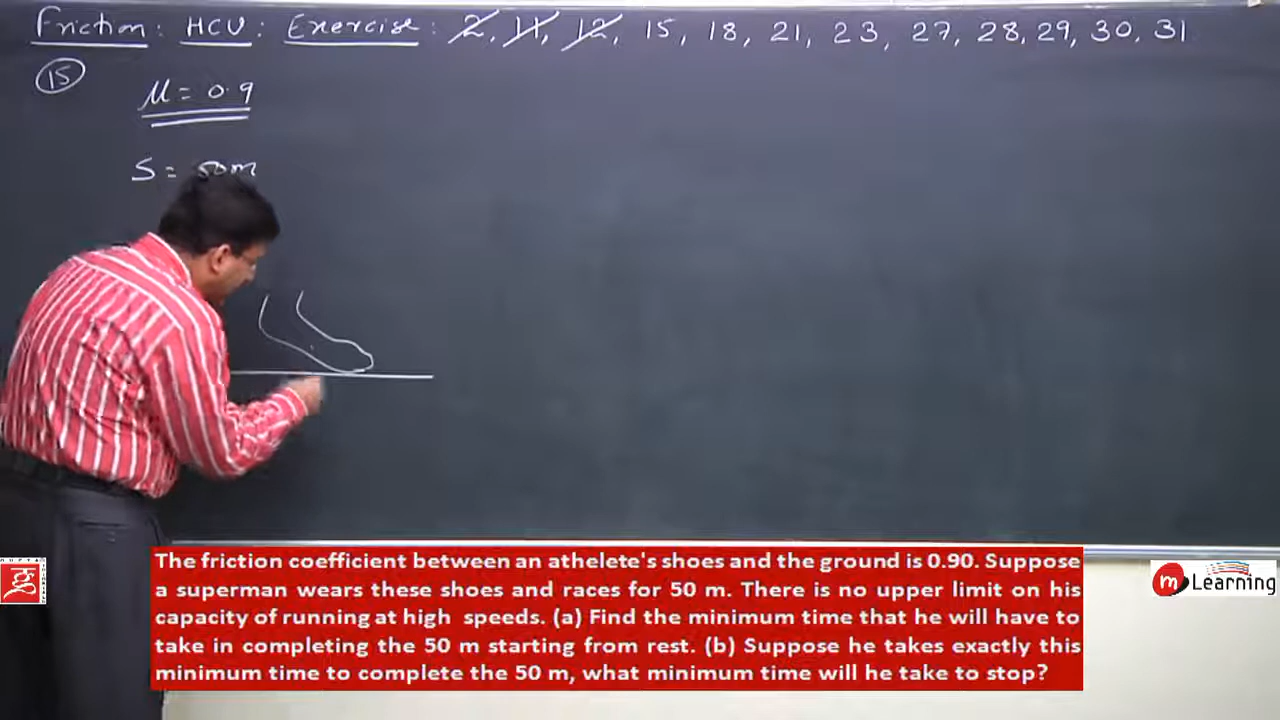 Friction : HCV : Exercise : 2, 11, 12, 15, 18, 21, 23, 27, 28, 29, 30, 31
15
μ = 0.9
S = 50m
The friction coefficient between an athelete's shoes and the ground is 0.90. Suppose
a superman wears these shoes and races for 50 m. There is no upper limit on his
capacity of running at high speeds. (a) Find the minimum time that he will have to
take in completing the 50 m starting from rest. (b) Suppose he takes exactly this
minimum time to complete the 50 m, what minimum time will he take to stop?
m Learning